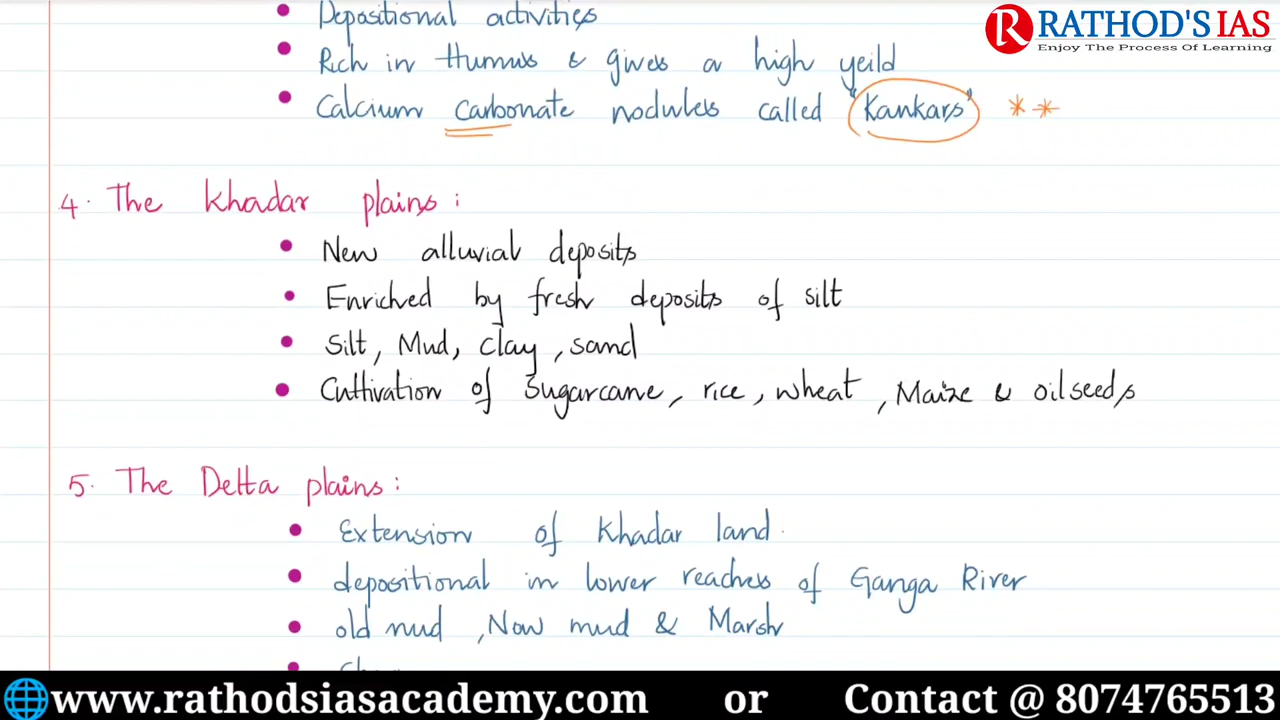 Depositional activities
RATHOD'S IAS
Enjoy The Process Of Learning
Rich in Humus & gives a high yeild
Calcium carbonate nodules called "Kankars" **
4. The Khadar plains:
New alluvial deposits
Enriched by fresh deposits of silt
Silt, Mud, clay, sand
Cultivation of Sugarcane, rice, wheat, Maize & oilseeds
5. The Delta plains:
Extension of Khadar land.
depositional in lower reaches of Ganga River
old mud, New mud & Marsh
www.rathodsiasacademy.com or Contact @ 8074765513